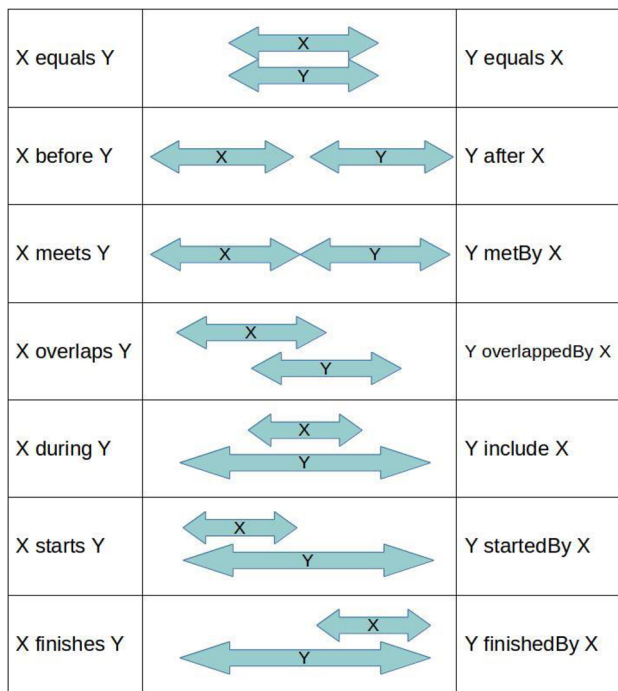 X equals Y
X
Y
Y equals X
X before Y
X
Y
Y after X
X meets Y
X
Y
Y metBy X
X overlaps Y
X
Y
Y overlappedBy X
X during Y
X
Y
Y include X
X starts Y
X
Y
Y startedBy X
X finishes Y
X
Y
Y finishedBy X